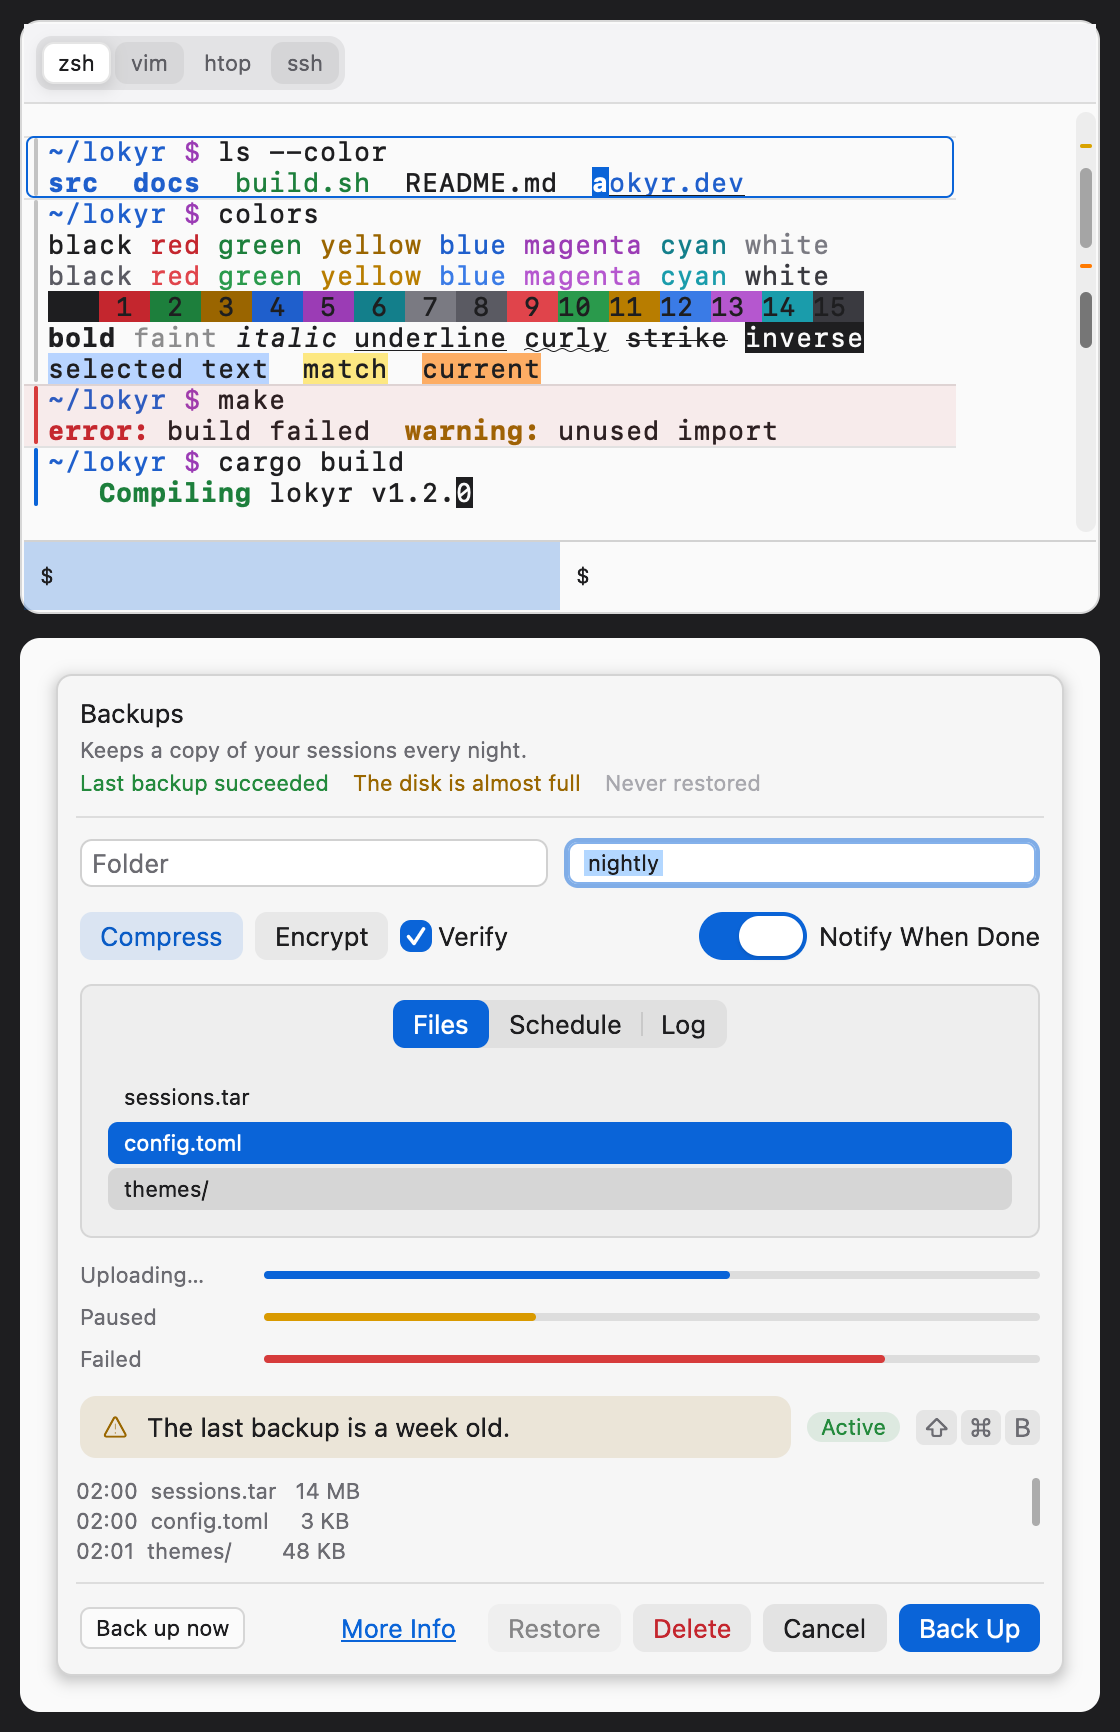 zsh vim htop ssh
~/lokyr $ ls --color
src docs build.sh README.md aokyr.dev
~/lokyr $ colors
black red green yellow blue magenta cyan white
black red green yellow blue magenta cyan white
1 2 3 4 5 6 7 8 9 10 11 12 13 14 15
bold faint italic underline curly strike inverse
selected text match current
~/lokyr $ make
error: build failed warning: unused import
~/lokyr $ cargo build
Compiling lokyr v1.2.0
$ $
Backups
Keeps a copy of your sessions every night.
Last backup succeeded The disk is almost full Never restored
Folder nightly
Compress Encrypt Verify Notify When Done
Files Schedule Log
sessions.tar
config.toml
themes/
Uploading...
Paused
Failed
The last backup is a week old. Active ⇧ ⌘ B
02:00 sessions.tar 14 MB
02:00 config.toml 3 KB
02:01 themes/ 48 KB
Back up now More Info Restore Delete Cancel Back Up